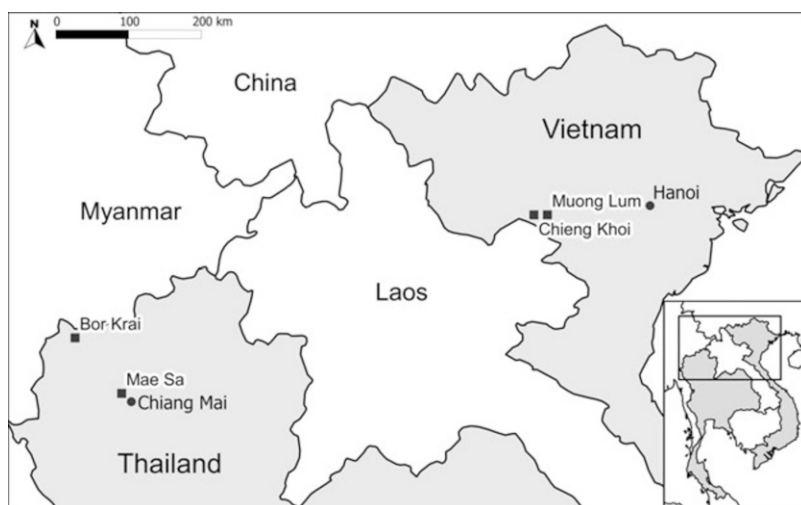 N
0 100 200 km
China
Vietnam
Muong Lum
Hanoi
Myanmar
Chieng Khoi
Laos
Bor Krai
Mae Sa
Chiang Mai
Thailand